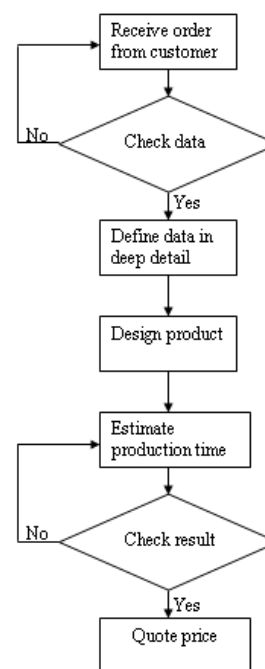 Receive order
from customer
No
Check data
Yes
Define data in
deep detail
Design product
Estimate
production time
No
Check result
Yes
Quote price